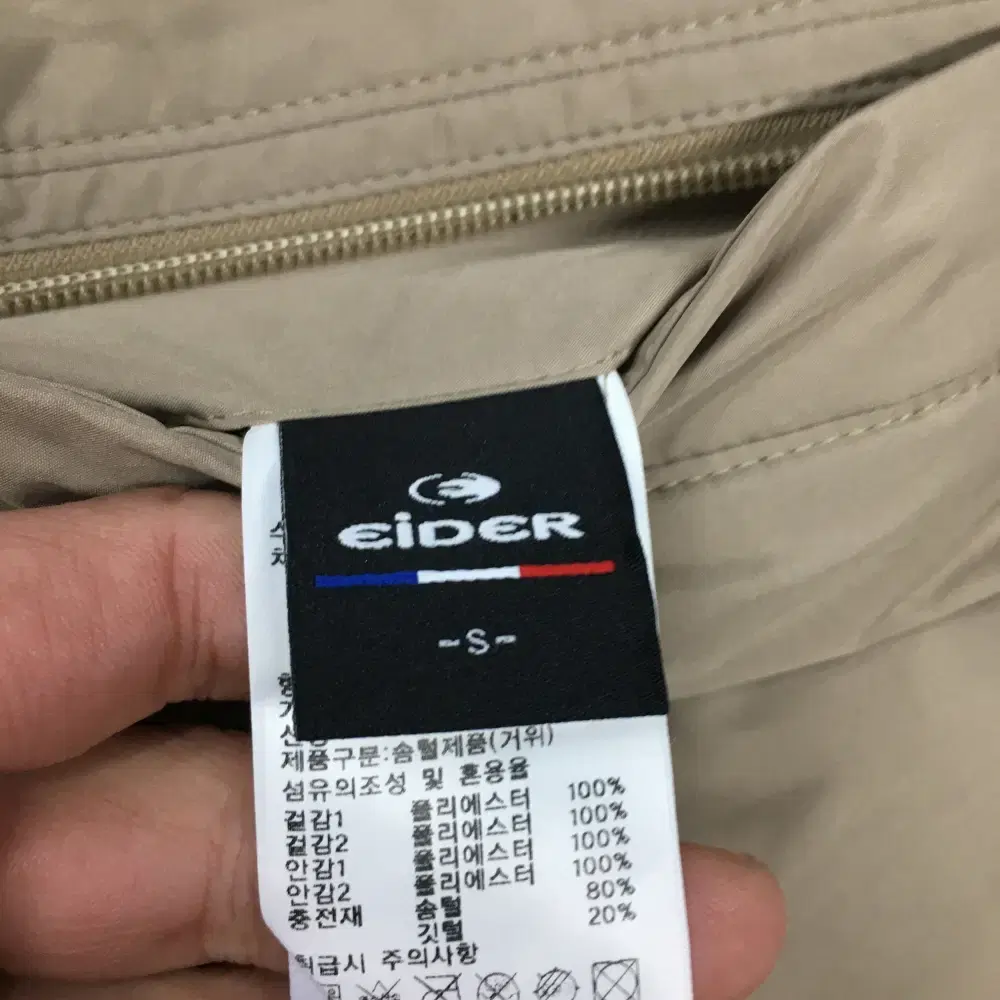 EiDER
-S-
제품구분:솜털제품(거위)
섬유의조성 및 혼용율
겉감1 폴리에스터 100%
겉감2 폴리에스터 100%
안감1 폴리에스터 100%
안감2 폴리에스터 100%
충전재 솜털 80%
깃털 20%
취급시 주의사항